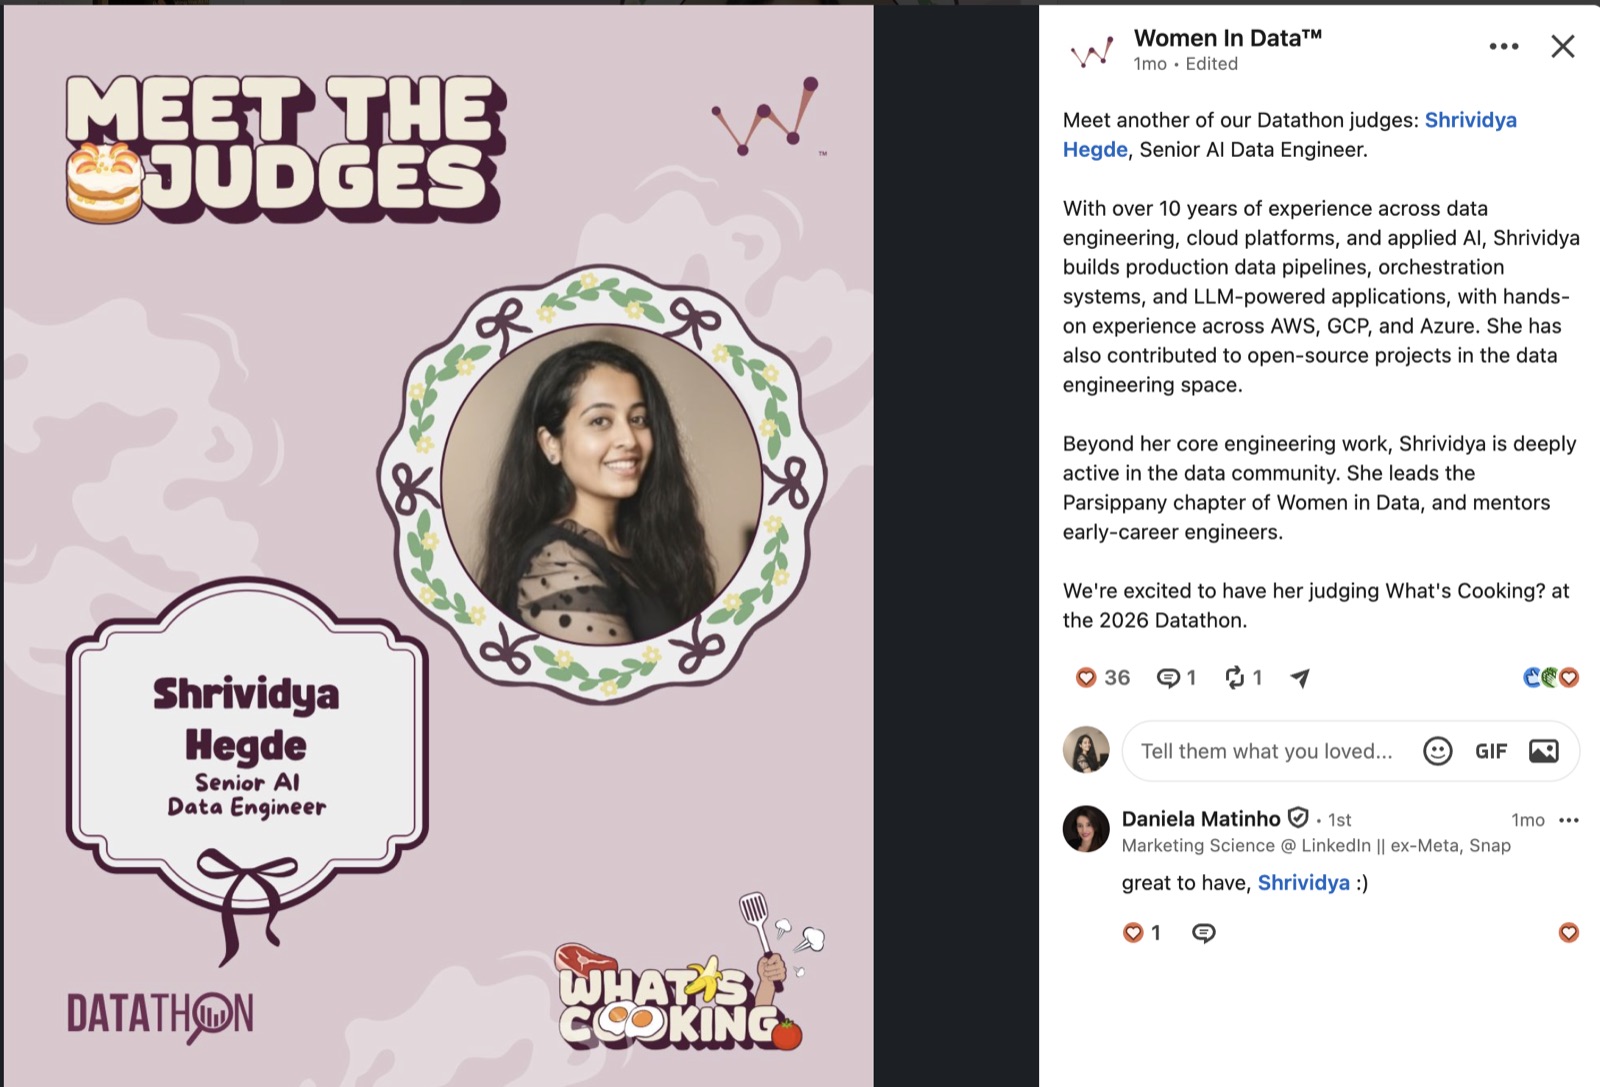 MEET THE
JUDGES
TM
Shrividya
Hegde
Senior AI
Data Engineer
DATATHON
WHAT'S
COOKING
Women In Data™
1mo • Edited
Meet another of our Datathon judges: Shrividya
Hegde, Senior AI Data Engineer.
With over 10 years of experience across data
engineering, cloud platforms, and applied AI, Shrividya
builds production data pipelines, orchestration
systems, and LLM-powered applications, with hands-
on experience across AWS, GCP, and Azure. She has
also contributed to open-source projects in the data
engineering space.
Beyond her core engineering work, Shrividya is deeply
active in the data community. She leads the
Parsippany chapter of Women in Data, and mentors
early-career engineers.
We're excited to have her judging What's Cooking? at
the 2026 Datathon.
36 1 1
Tell them what you loved... GIF
Daniela Matinho • 1st 1mo
Marketing Science @ LinkedIn || ex-Meta, Snap
great to have, Shrividya :)
1